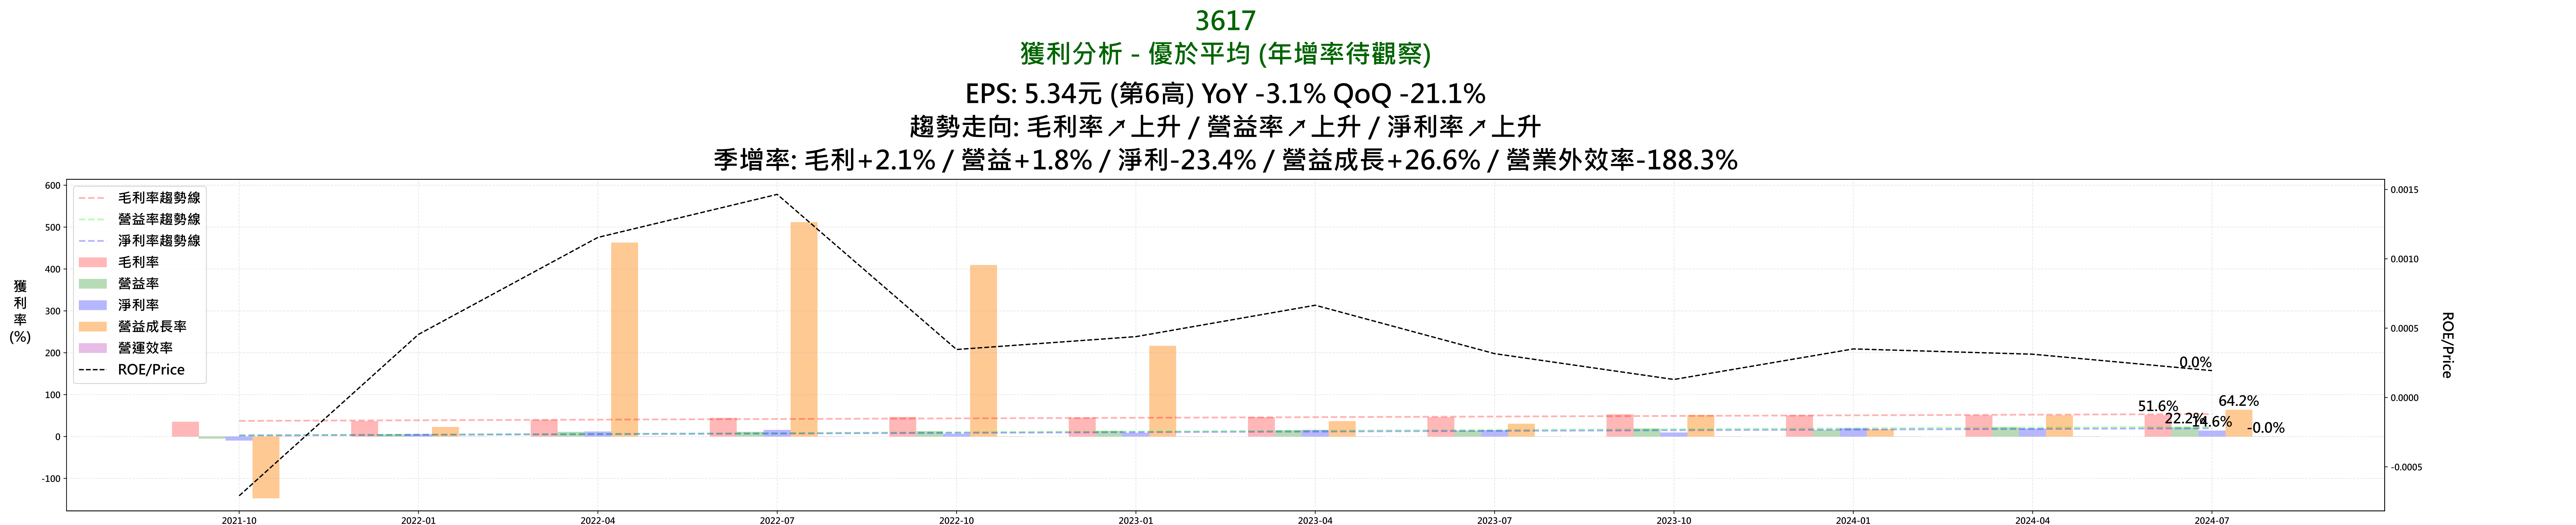 3617
獲利分析 - 優於平均 (年增率待觀察)
EPS: 5.34元 (第6高) YoY -3.1% QoQ -21.1%
趨勢走向: 毛利率↗上升 / 營益率↗上升 / 淨利率↗上升
季增率: 毛利+2.1% / 營益+1.8% / 淨利-23.4% / 營益成長+26.6% / 營業外效率-188.3%
獲
利
率
(%)
600
500
400
300
200
100
0
-100
毛利率趨勢線
營益率趨勢線
淨利率趨勢線
毛利率
營益率
淨利率
營益成長率
營運效率
ROE/Price
0.0%
51.6%
22.2%
14.6%
64.2%
-0.0%
0.0015
0.0010
0.0005
0.0000
-0.0005
ROE/Price
2021-10
2022-01
2022-04
2022-07
2022-10
2023-01
2023-04
2023-07
2023-10
2024-01
2024-04
2024-07